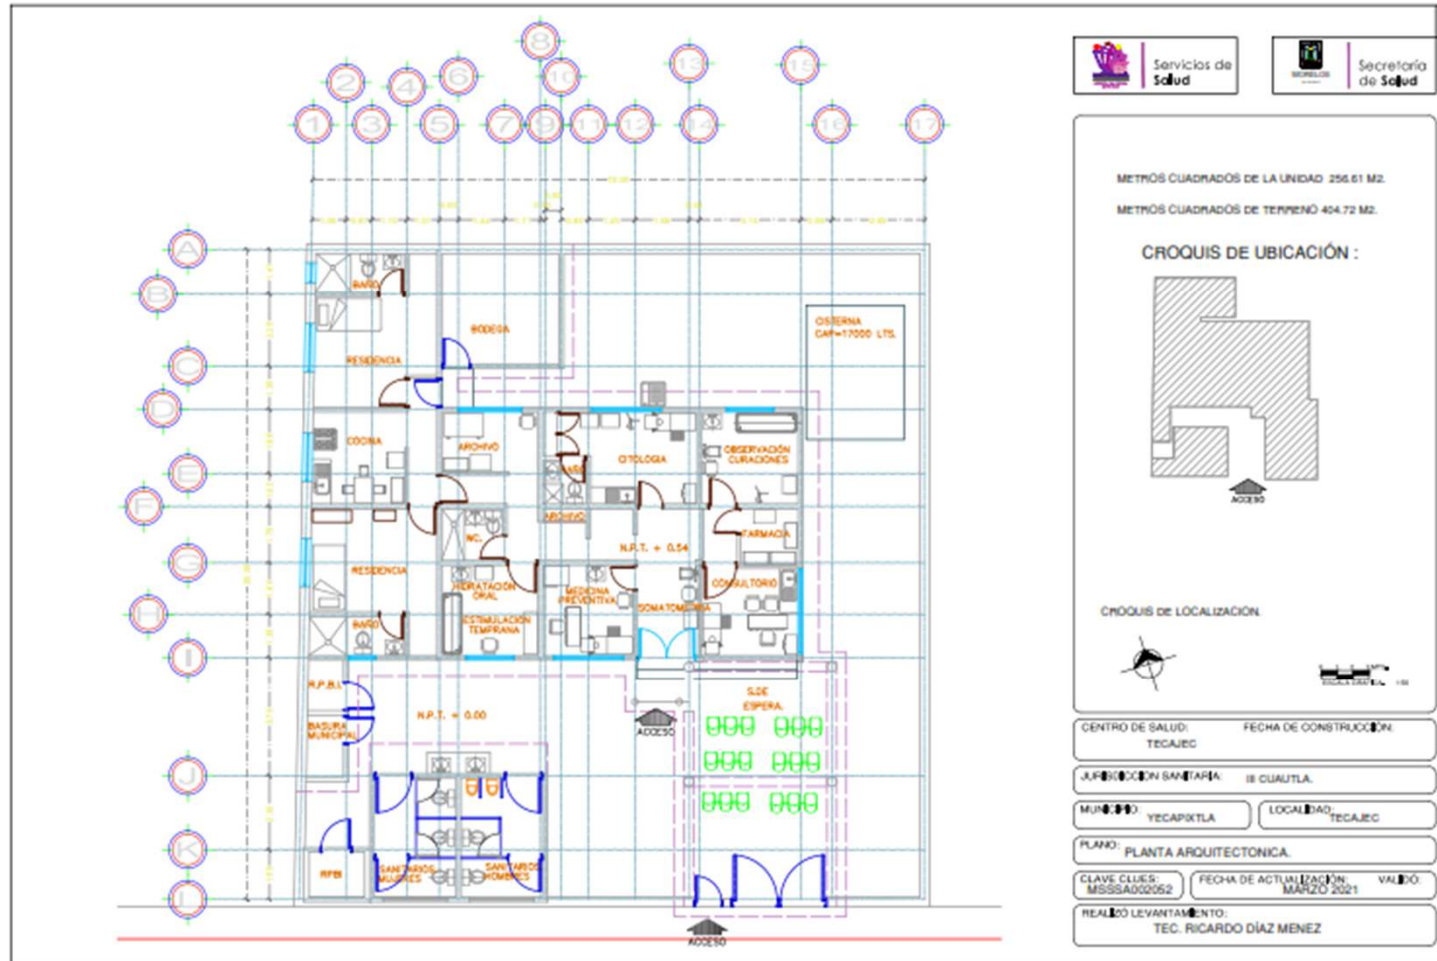 8
13
15
6
10
2
4
1
3
5
7
9
11
12
14
16
17
Servicios de
Salud
MORELOS
Secretaría
de Salud
METROS CUADRADOS DE LA UNIDAD 256.61 M2.
METROS CUADRADOS DE TERRENO 404.72 M2.
CROQUIS DE UBICACIÓN :
ACCESO
CROQUIS DE LOCALIZACIÓN.
A
B
C
D
E
F
G
H
I
J
K
L
BAÑO
BODEGA
CISTERNA
CAP=17000 LTS.
RESIDENCIA
COCINA
ARCHIVO
CITOLOGIA
OBSERVACIÓN
CURACIONES
BAÑO
ARCHIVO
WC.
N.P.T. + 0.54
FARMACIA
RESIDENCIA
HIDRATACIÓN
ORAL
MEDICINA
PREVENTIVA
CONSULTORIO
SOMATOMETRIA
ESTIMULACIÓN
TEMPRANA
BAÑO
R.P.B.I.
BASURA
MUNICIPAL
N.P.T. = 0.00
S.DE
ESPERA.
ACCESO
RPBI
SANITARIOS
MUJERES
SANITARIOS
HOMBRES
ACCESO
CENTRO DE SALUD: FECHA DE CONSTRUCCIÓN:
TECAJEC
JURISDICCIÓN SANITARIA: III CUAUTLA.
MUNICIPIO: YECAPIXTLA
LOCALIDAD: TECAJEC
PLANO: PLANTA ARQUITECTONICA.
CLAVE CLUES:
MSSSA002052
FECHA DE ACTUALIZACIÓN: VALIDO:
MARZO 2021
REALIZÓ LEVANTAMIENTO:
TEC. RICARDO DÍAZ MENEZ